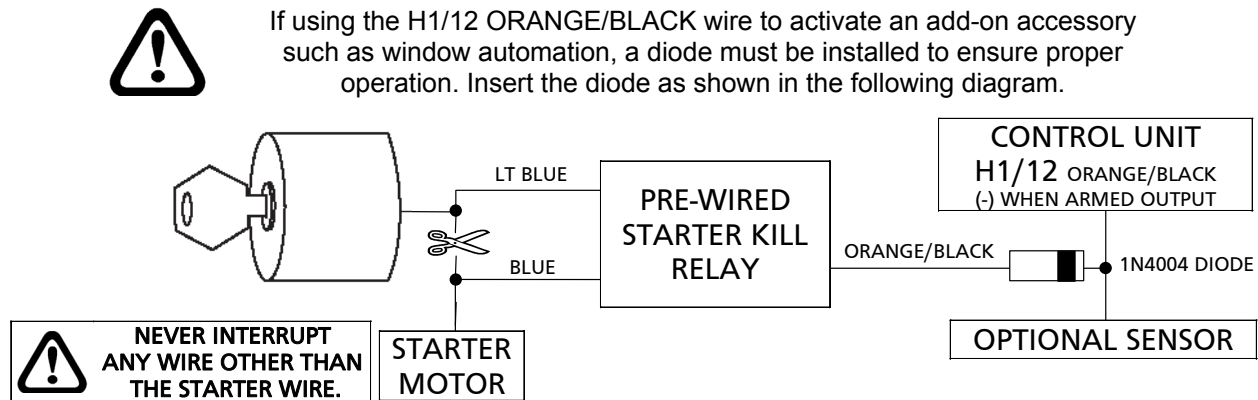 If using the H1/12 ORANGE/BLACK wire to activate an add-on accessory
such as window automation, a diode must be installed to ensure proper
operation. Insert the diode as shown in the following diagram.
CONTROL UNIT
H1/12 ORANGE/BLACK
(-) WHEN ARMED OUTPUT
LT BLUE
PRE-WIRED
STARTER KILL
RELAY
ORANGE/BLACK
1N4004 DIODE
BLUE
OPTIONAL SENSOR
NEVER INTERRUPT
ANY WIRE OTHER THAN
THE STARTER WIRE.
STARTER
MOTOR